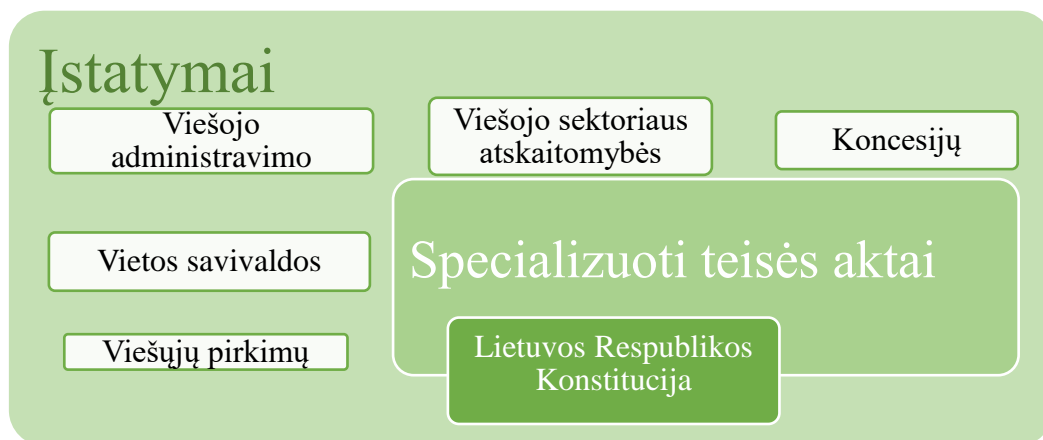 Įstatymai
Viešojo
administravimo
Viešojo sektoriaus
atskaitomybės
Koncesijų
Vietos savivaldos
Specializuoti teisės aktai
Viešųjų pirkimų
Lietuvos Respublikos
Konstitucija